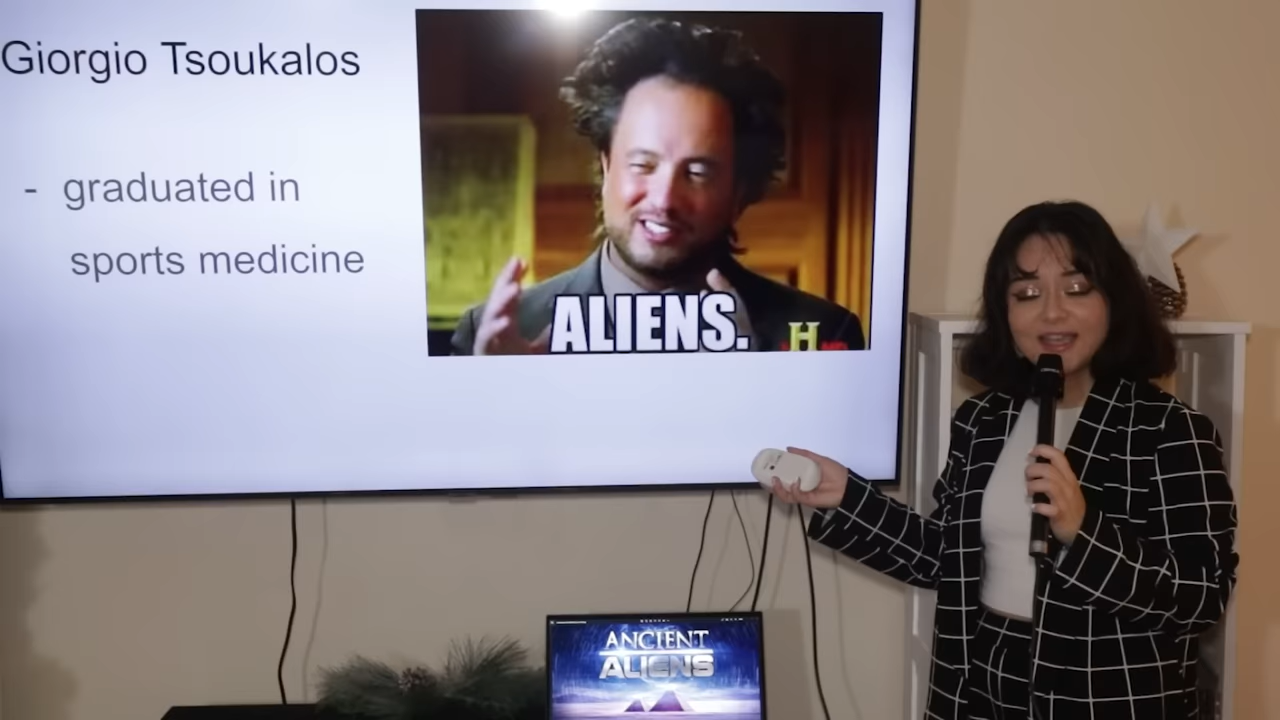 Giorgio Tsoukalos
- graduated in
sports medicine
ALIENS.
H
ANCIENT
ALIENS